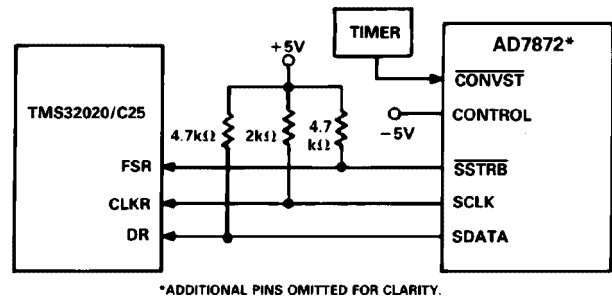 TIMER
AD7872*
+5V
CONVST
TMS32020/C25
CONTROL
4.7kΩ
2kΩ
4.7
kΩ
−5V
FSR
SSTRB
CLKR
SCLK
DR
SDATA
*ADDITIONAL PINS OMITTED FOR CLARITY.